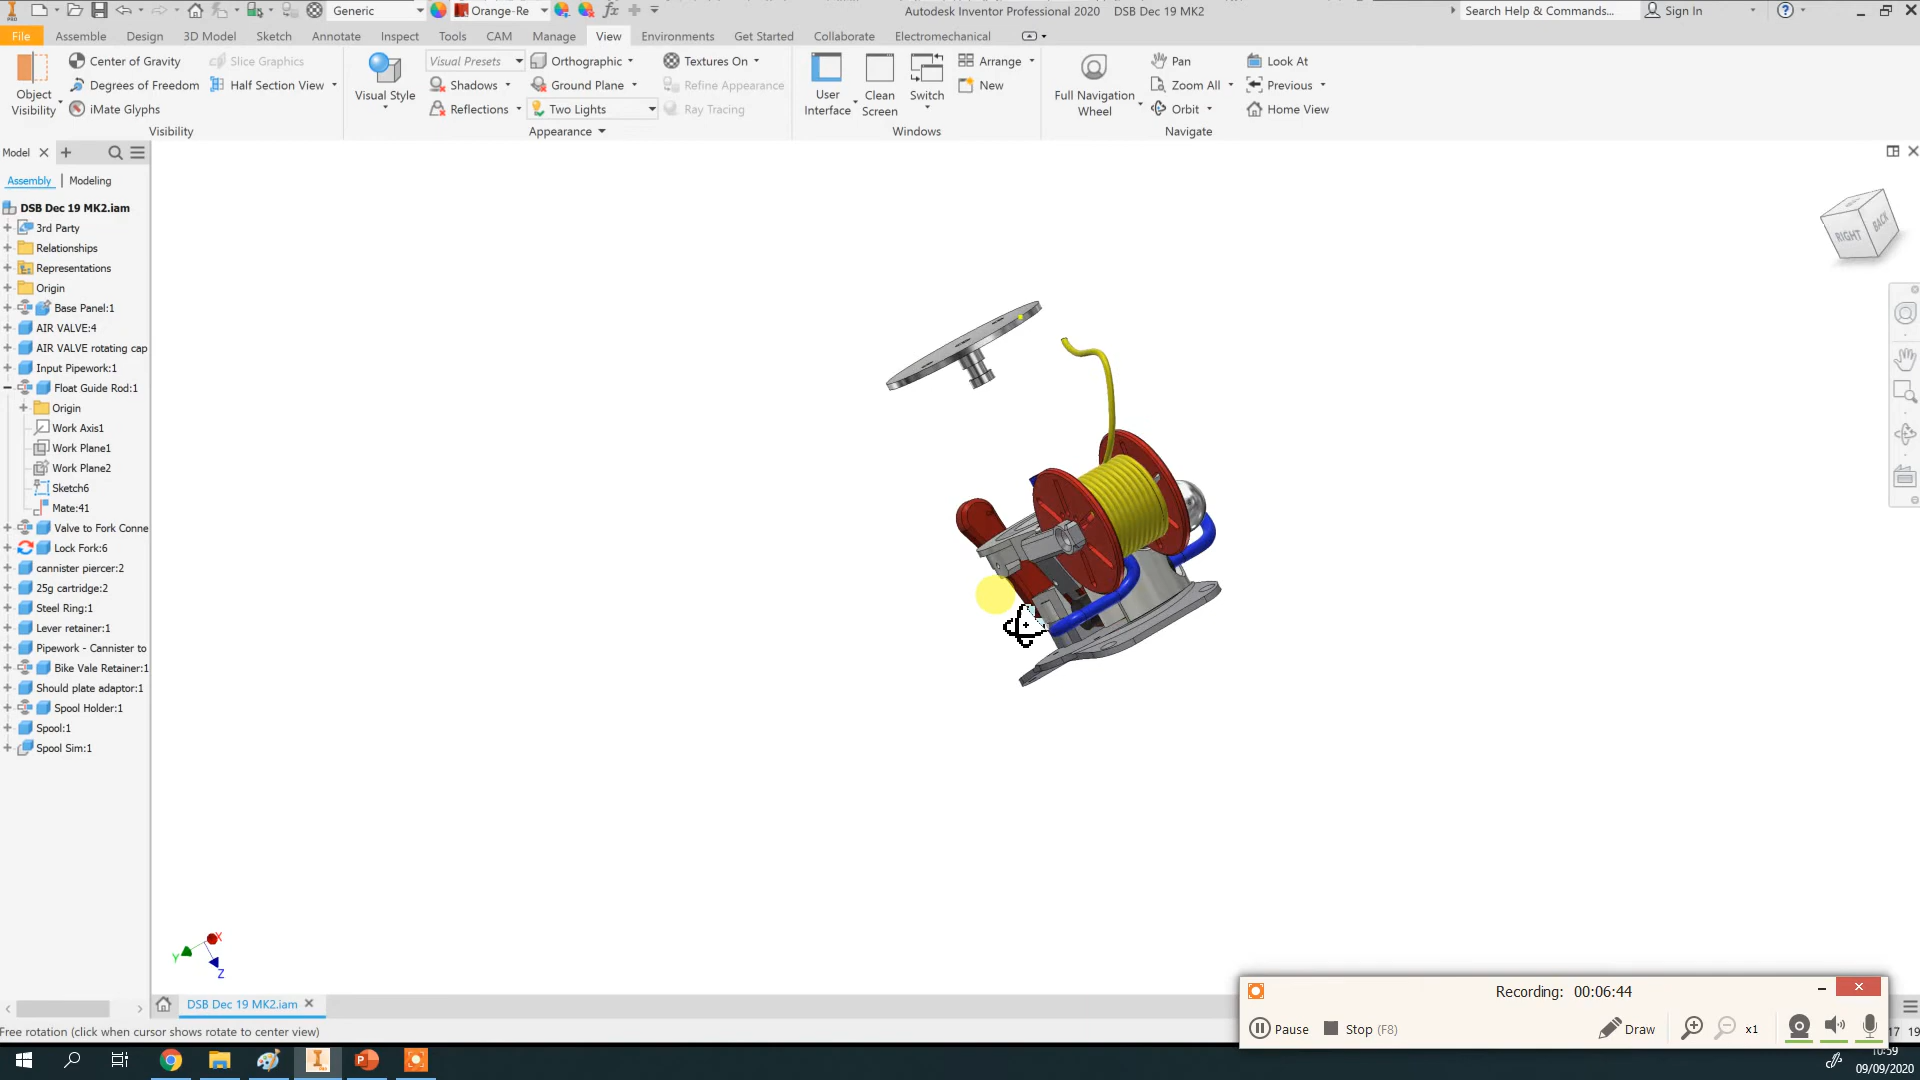 Generic
Orange-Re
Autodesk Inventor Professional 2020 DSB Dec 19 MK2
Search Help & Commands...
Sign In
File Assemble Design 3D Model Sketch Annotate Inspect Tools CAM Manage View Environments Get Started Collaborate Electromechanical
Object Visibility
Center of Gravity
Degrees of Freedom
iMate Glyphs
Slice Graphics
Half Section View
Visibility
Visual Style
Visual Presets
Shadows
Reflections
Orthographic
Ground Plane
Two Lights
Textures On
Refine Appearance
Ray Tracing
Appearance
User Interface
Clean Screen
Switch
Arrange
New
Windows
Full Navigation Wheel
Pan
Zoom All
Orbit
Look At
Previous
Home View
Navigate
Model
Assembly | Modeling
DSB Dec 19 MK2.iam
3rd Party
Relationships
Representations
Origin
Base Panel:1
AIR VALVE:4
AIR VALVE rotating cap
Input Pipework:1
Float Guide Rod:1
Origin
Work Axis1
Work Plane1
Work Plane2
Sketch6
Mate:41
Valve to Fork Conne
Lock Fork:6
cannister piercer:2
25g cartridge:2
Steel Ring:1
Lever retainer:1
Pipework - Cannister to
Bike Vale Retainer:1
Should plate adaptor:1
Spool Holder:1
Spool:1
Spool Sim:1
RIGHT
BACK
X
Y
Z
DSB Dec 19 MK2.iam
Free rotation (click when cursor shows rotate to center view)
17 19
Recording: 00:06:44
Pause
Stop (F8)
Draw
x1
10:59
09/09/2020